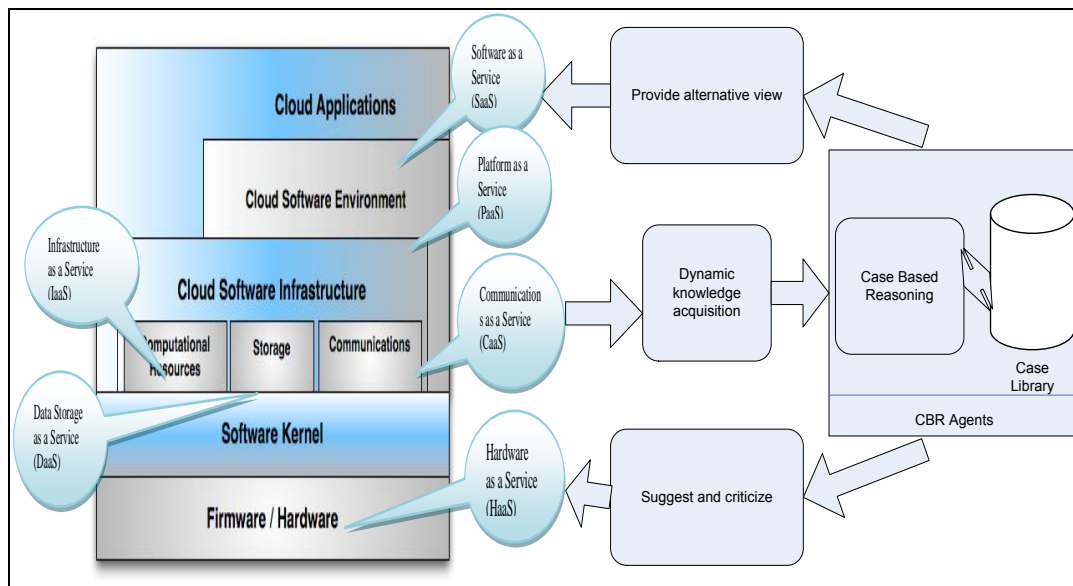 Software as a
Service
(SaaS)
Cloud Applications
Cloud Software Environment
Platform as a
Service
(PaaS)
Infrastructure
as a Service
(IaaS)
Cloud Software Infrastructure
Computational
Resources
Storage
Communications
Communication
s as a Service
(CaaS)
Data Storage
as a Service
(DaaS)
Software Kernel
Hardware
as a Service
(HaaS)
Firmware / Hardware
Provide alternative view
Dynamic
knowledge
acquisition
Case Based
Reasoning
Case
Library
CBR Agents
Suggest and criticize